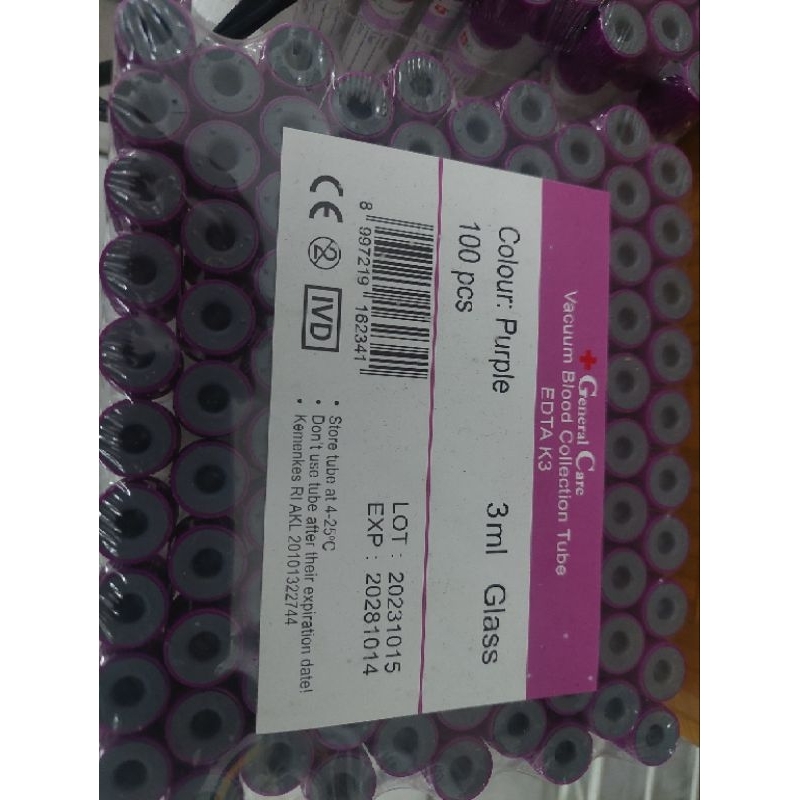 General Care
Vacuum Blood Collection Tube
EDTA K3
Colour: Purple 3ml Glass
100 pcs
LOT : 20231015
EXP : 20281014
8 997219 162341
CE 2 IVD
• Store tube at 4-25°C
• Don't use tube after their expiration date!
• Kemenkes RI AKL 20101322744